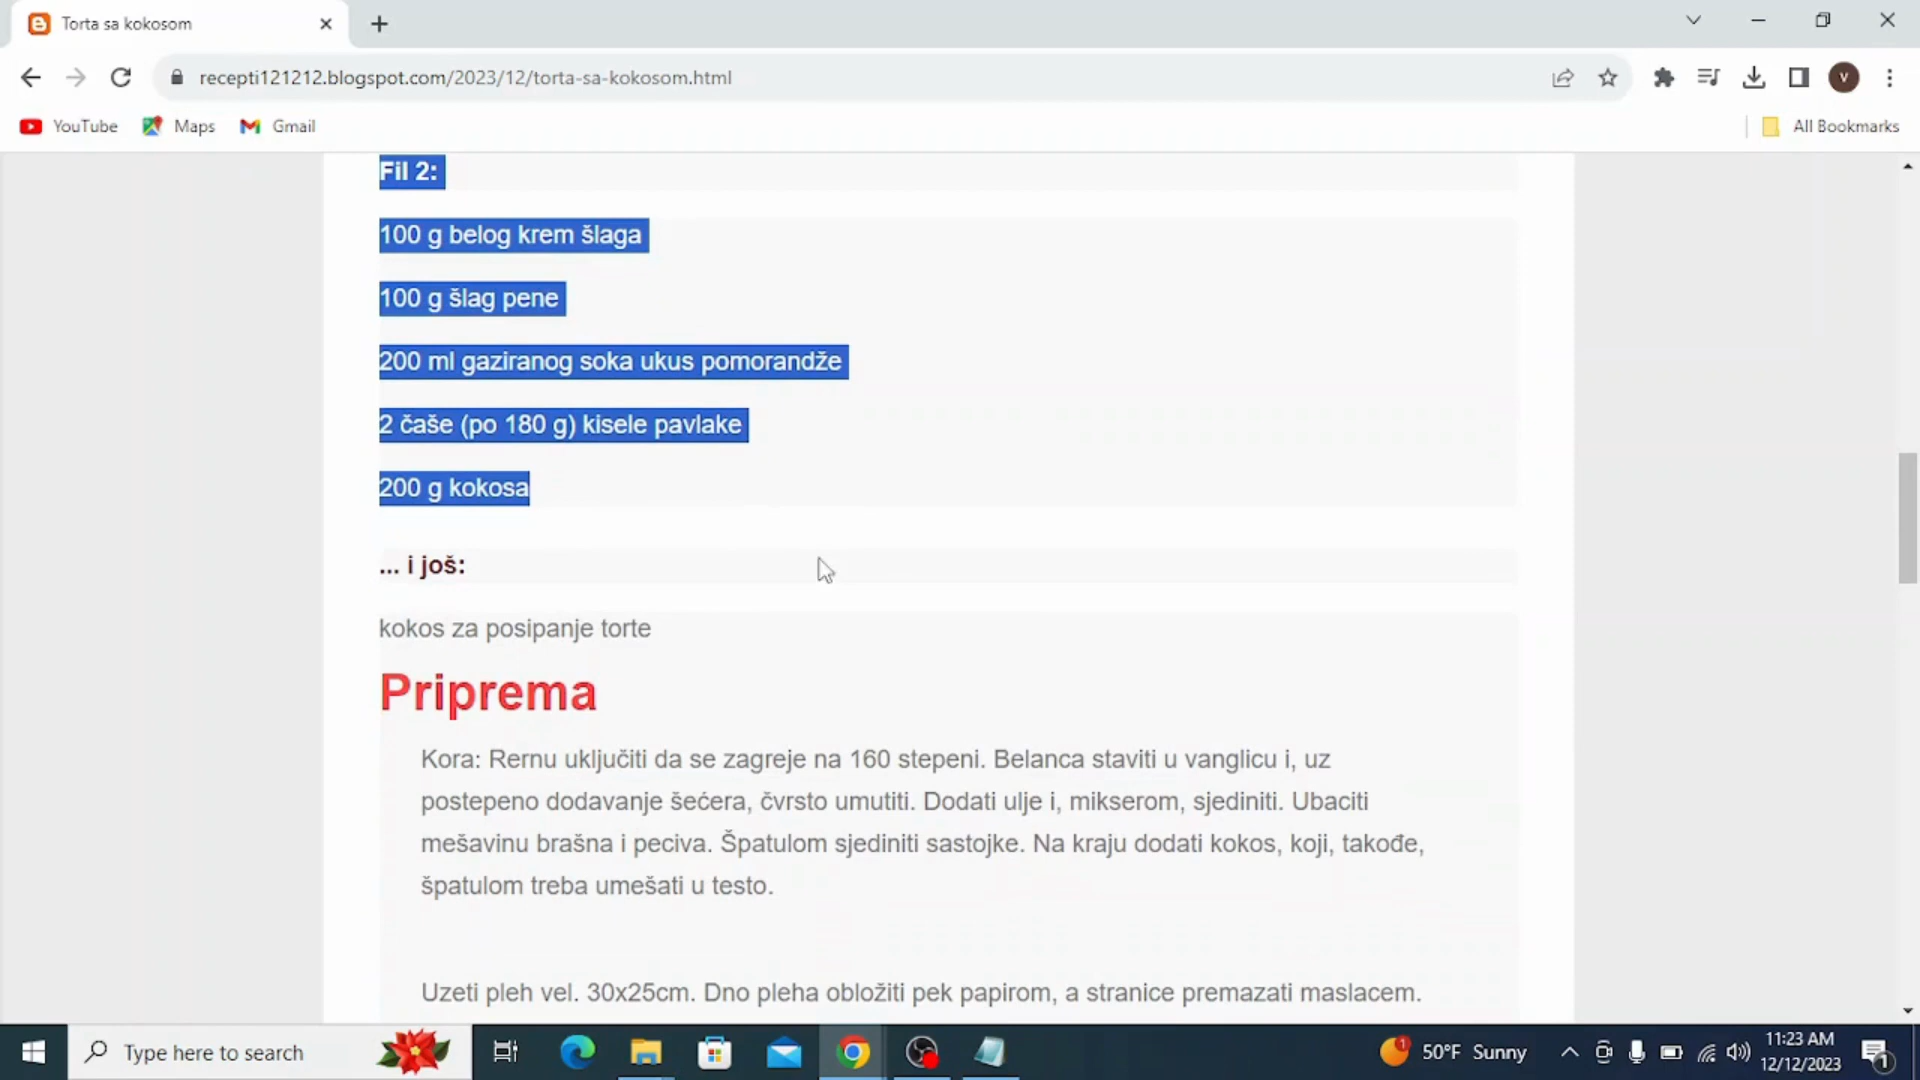 Torta sa kokosom
recepti121212.blogspot.com/2023/12/torta-sa-kokosom.html
V
YouTube
Maps
Gmail
All Bookmarks
Fil 2:
100 g belog krem šlaga
100 g šlag pene
200 ml gaziranog soka ukus pomorandže
2 čaše (po 180 g) kisele pavlake
200 g kokosa
... i još:
kokos za posipanje torte
Priprema
Kora: Rernu uključiti da se zagreje na 160 stepeni. Belanca staviti u vanglicu i, uz
postepeno dodavanje šećera, čvrsto umutiti. Dodati ulje i, mikserom, sjediniti. Ubaciti
mešavinu brašna i peciva. Špatulom sjediniti sastojke. Na kraju dodati kokos, koji, takođe,
špatulom treba umešati u testo.
Uzeti pleh vel. 30x25cm. Dno pleha obložiti pek papirom, a stranice premazati maslacem.
Type here to search
1
50°F Sunny
11:23 AM
12/12/2023
1